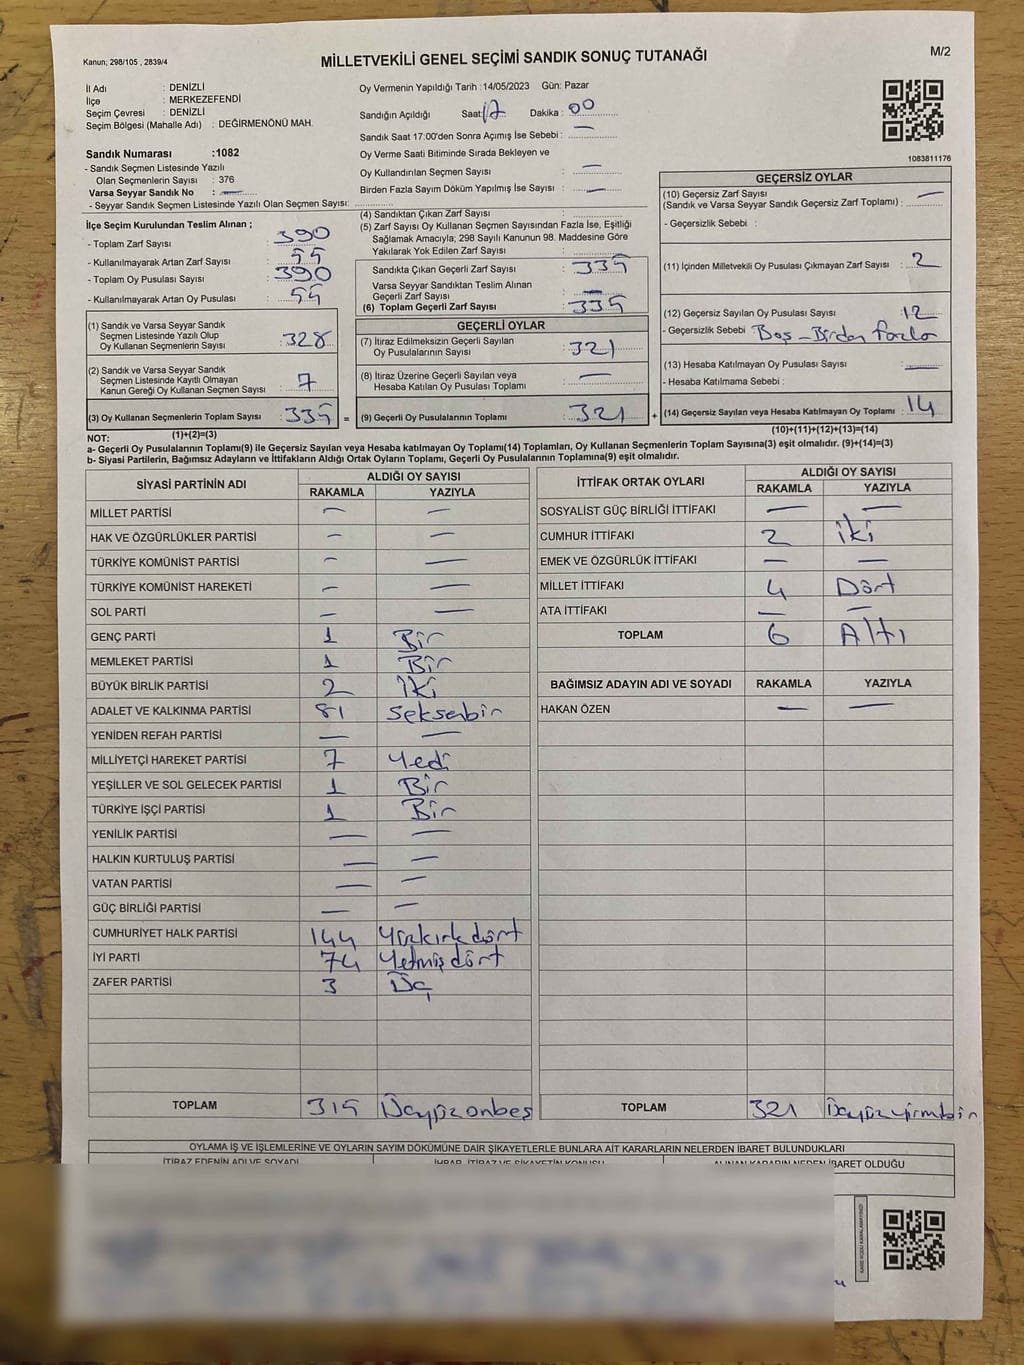 Kanun; 298/105 , 2839/4
MİLLETVEKİLİ GENEL SEÇİMİ SANDIK SONUÇ TUTANAĞI
M/2
İl Adı : DENİZLİ
İlçe : MERKEZEFENDİ
Seçim Çevresi : DENİZLİ
Seçim Bölgesi (Mahalle Adı) : DEĞİRMENÖNÜ MAH.
Oy Vermenin Yapıldığı Tarih :14/05/2023 Gün: Pazar
Sandığın Açıldığı Saat: 17 Dakika : 00
Sandık Saat 17:00'den Sonra Açımış İse Sebebi : —
Sandık Numarası :1082
- Sandık Seçmen Listesinde Yazılı
Olan Seçmenlerin Sayısı : 376
Varsa Seyyar Sandık No : —
- Seyyar Sandık Seçmen Listesinde Yazılı Olan Seçmen Sayısı:
Oy Verme Saati Bitiminde Sırada Bekleyen ve
Oy Kullandırılan Seçmen Sayısı : —
Birden Fazla Sayım Döküm Yapılmış İse Sayısı : —
1083811176
İlçe Seçim Kurulundan Teslim Alınan ;
- Toplam Zarf Sayısı : 390
- Kullanılmayarak Artan Zarf Sayısı : 55
- Toplam Oy Pusulası Sayısı : 390
- Kullanılmayarak Artan Oy Pusulası : 55
(1) Sandık ve Varsa Seyyar Sandık
Seçmen Listesinde Yazılı Olup
Oy Kullanan Seçmenlerin Sayısı : 328
(2) Sandık ve Varsa Seyyar Sandık
Seçmen Listesinde Kayıtlı Olmayan
Kanun Gereği Oy Kullanan Seçmen Sayısı : 7
(3) Oy Kullanan Seçmenlerin Toplam Sayısı : 335 =
(1)+(2)=(3)
(4) Sandıktan Çıkan Zarf Sayısı :
(5) Zarf Sayısı Oy Kullanan Seçmen Sayısından Fazla İse, Eşitliği
Sağlamak Amacıyla; 298 Sayılı Kanunun 98. Maddesine Göre
Yakılarak Yok Edilen Zarf Sayısı :
Sandıkta Çıkan Geçerli Zarf Sayısı : 335
Varsa Seyyar Sandıktan Teslim Alınan
Geçerli Zarf Sayısı : —
(6) Toplam Geçerli Zarf Sayısı : 335
GEÇERLİ OYLAR
(7) İtiraz Edilmeksizin Geçerli Sayılan
Oy Pusulalarının Sayısı : 321
(8) İtiraz Üzerine Geçerli Sayılan veya
Hesaba Katılan Oy Pusulası Toplamı : —
(9) Geçerli Oy Pusulalarının Toplamı : 321 +
GEÇERSİZ OYLAR
(10) Geçersiz Zarf Sayısı
(Sandık ve Varsa Seyyar Sandık Geçersiz Zarf Toplamı) : —
- Geçersizlik Sebebi :
(11) İçinden Milletvekili Oy Pusulası Çıkmayan Zarf Sayısı : 2
(12) Geçersiz Sayılan Oy Pusulası Sayısı : 12
- Geçersizlik Sebebi : Boş - Birden fazla
(13) Hesaba Katılmayan Oy Pusulası Sayısı : —
- Hesaba Katılmama Sebebi :
(14) Geçersiz Sayılan veya Hesaba Katılmayan Oy Toplamı : 14
(10)+(11)+(12)+(13)=(14)
NOT:
a- Geçerli Oy Pusulalarının Toplamı(9) ile Geçersiz Sayılan veya Hesaba katılmayan Oy Toplamı(14) Toplamları, Oy Kullanan Seçmenlerin Toplam Sayısına(3) eşit olmalıdır. (9)+(14)=(3)
b- Siyasi Partilerin, Bağımsız Adayların ve İttifakların Aldığı Ortak Oyların Toplamı, Geçerli Oy Pusulalarının Toplamına(9) eşit olmalıdır.
SİYASİ PARTİNİN ADI ALDIĞI OY SAYISI
RAKAMLA YAZIYLA
MİLLET PARTİSİ — —
HAK VE ÖZGÜRLÜKLER PARTİSİ — —
TÜRKİYE KOMÜNİST PARTİSİ — —
TÜRKİYE KOMÜNİST HAREKETİ — —
SOL PARTİ — —
GENÇ PARTİ 1 Bir
MEMLEKET PARTİSİ 1 Bir
BÜYÜK BİRLİK PARTİSİ 2 İki
ADALET VE KALKINMA PARTİSİ 81 Seksenbir
YENİDEN REFAH PARTİSİ — —
MİLLİYETÇİ HAREKET PARTİSİ 7 Yedi
YEŞİLLER VE SOL GELECEK PARTİSİ 1 Bir
TÜRKİYE İŞÇİ PARTİSİ 1 Bir
YENİLİK PARTİSİ — —
HALKIN KURTULUŞ PARTİSİ — —
VATAN PARTİSİ — —
GÜÇ BİRLİĞİ PARTİSİ — —
CUMHURİYET HALK PARTİSİ 144 Yüzkırkdört
İYİ PARTİ 74 Yetmişdört
ZAFER PARTİSİ 3 Üç
TOPLAM 315 Üçyüzonbeş
İTTİFAK ORTAK OYLARI ALDIĞI OY SAYISI
RAKAMLA YAZIYLA
SOSYALİST GÜÇ BİRLİĞİ İTTİFAKI — —
CUMHUR İTTİFAKI 2 İki
EMEK VE ÖZGÜRLÜK İTTİFAKI — —
MİLLET İTTİFAKI 4 Dört
ATA İTTİFAKI — —
TOPLAM 6 Altı
BAĞIMSIZ ADAYIN ADI VE SOYADI RAKAMLA YAZIYLA
HAKAN ÖZEN — —
TOPLAM 321 Üçyüzyirmibir
OYLAMA İŞ VE İŞLEMLERİNE VE OYLARIN SAYIM DÖKÜMÜNE DAİR ŞİKAYETLERLE BUNLARA AİT KARARLARIN NELERDEN İBARET BULUNDUKLARI
İTİRAZ EDENİN ADI VE SOYADI İHBAR, İTİRAZ VE ŞİKAYETİN KONUSU ALINAN KARARIN NEDEN İBARET OLDUĞU